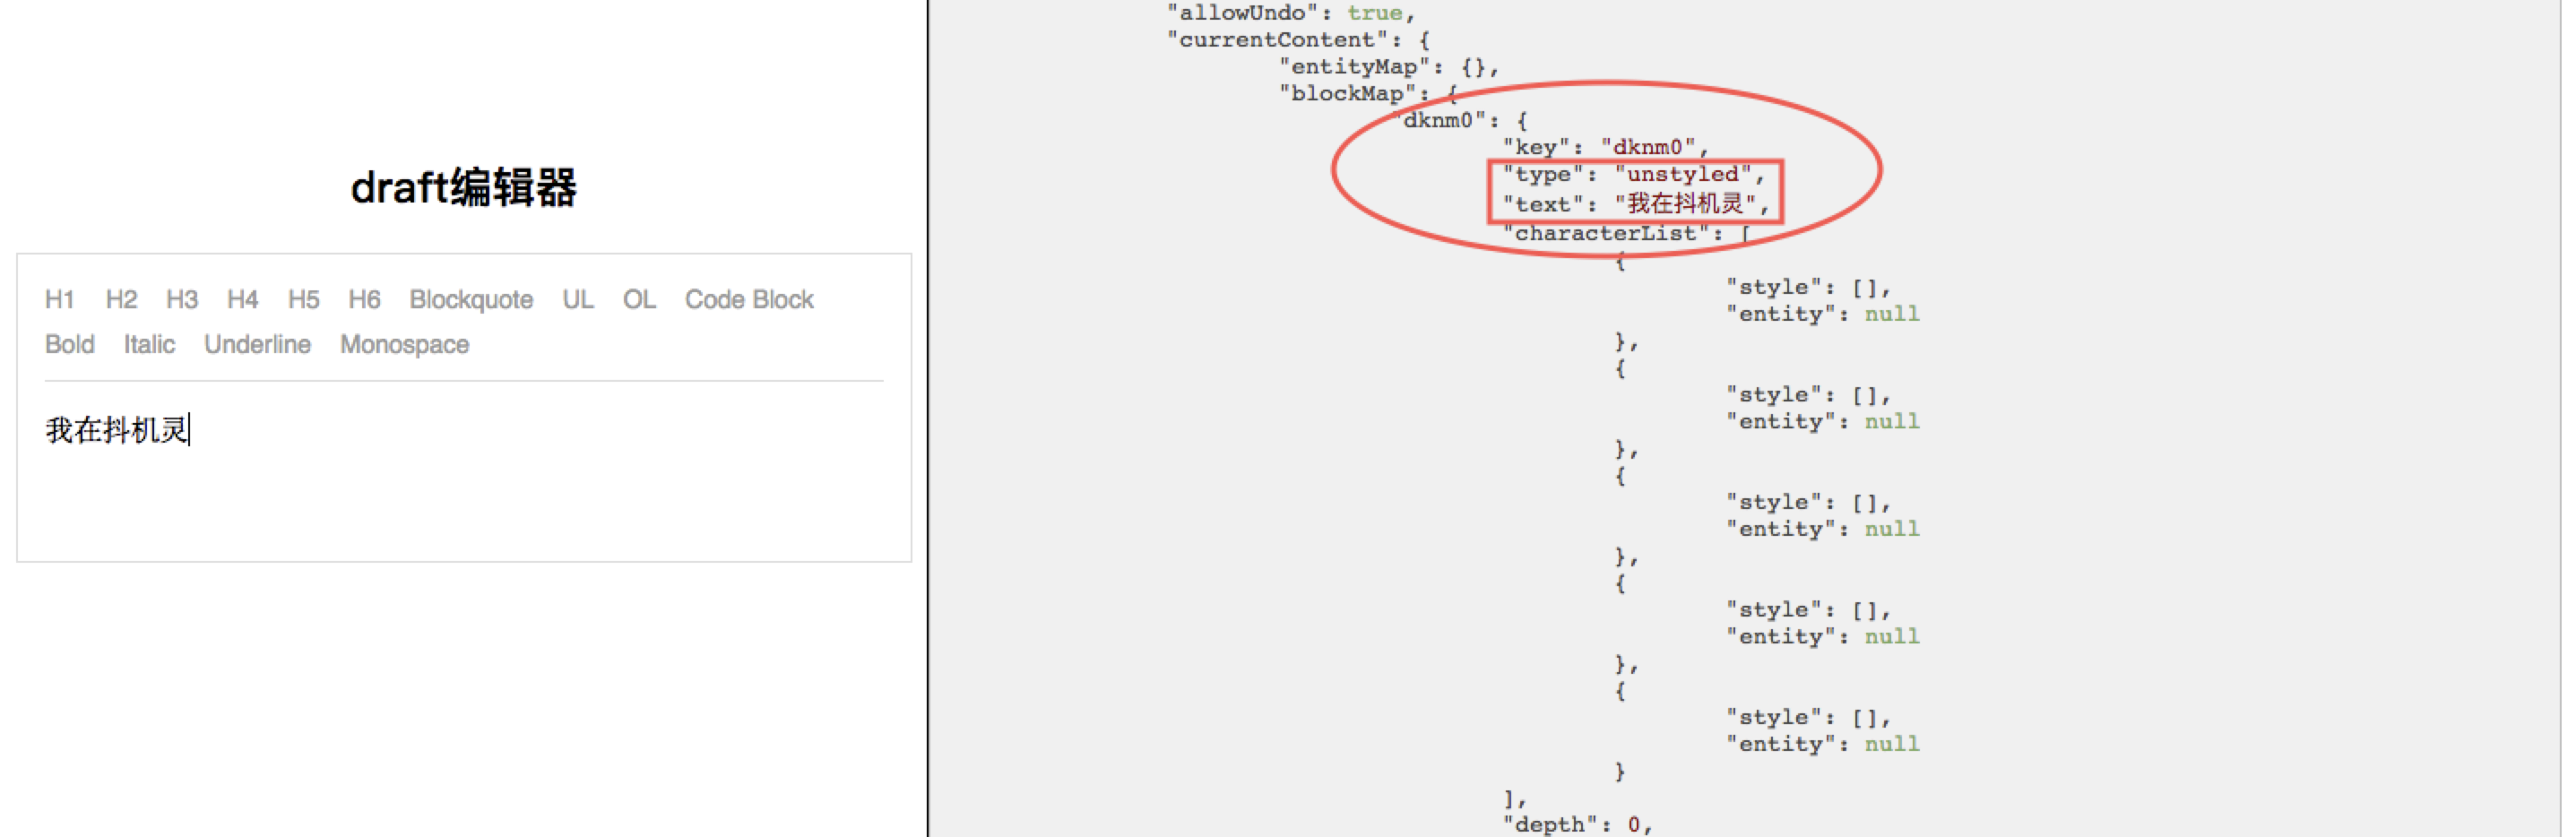 draft编辑器
H1 H2 H3 H4 H5 H6 Blockquote UL OL Code Block
Bold Italic Underline Monospace
我在抖机灵
"allowUndo": true,
"currentContent": {
"entityMap": {},
"blockMap": {
"dknm0": {
"key": "dknm0",
"type": "unstyled",
"text": "我在抖机灵",
"characterList": [
{
"style": [],
"entity": null
},
{
"style": [],
"entity": null
},
{
"style": [],
"entity": null
},
{
"style": [],
"entity": null
},
{
"style": [],
"entity": null
}
],
"depth": 0,